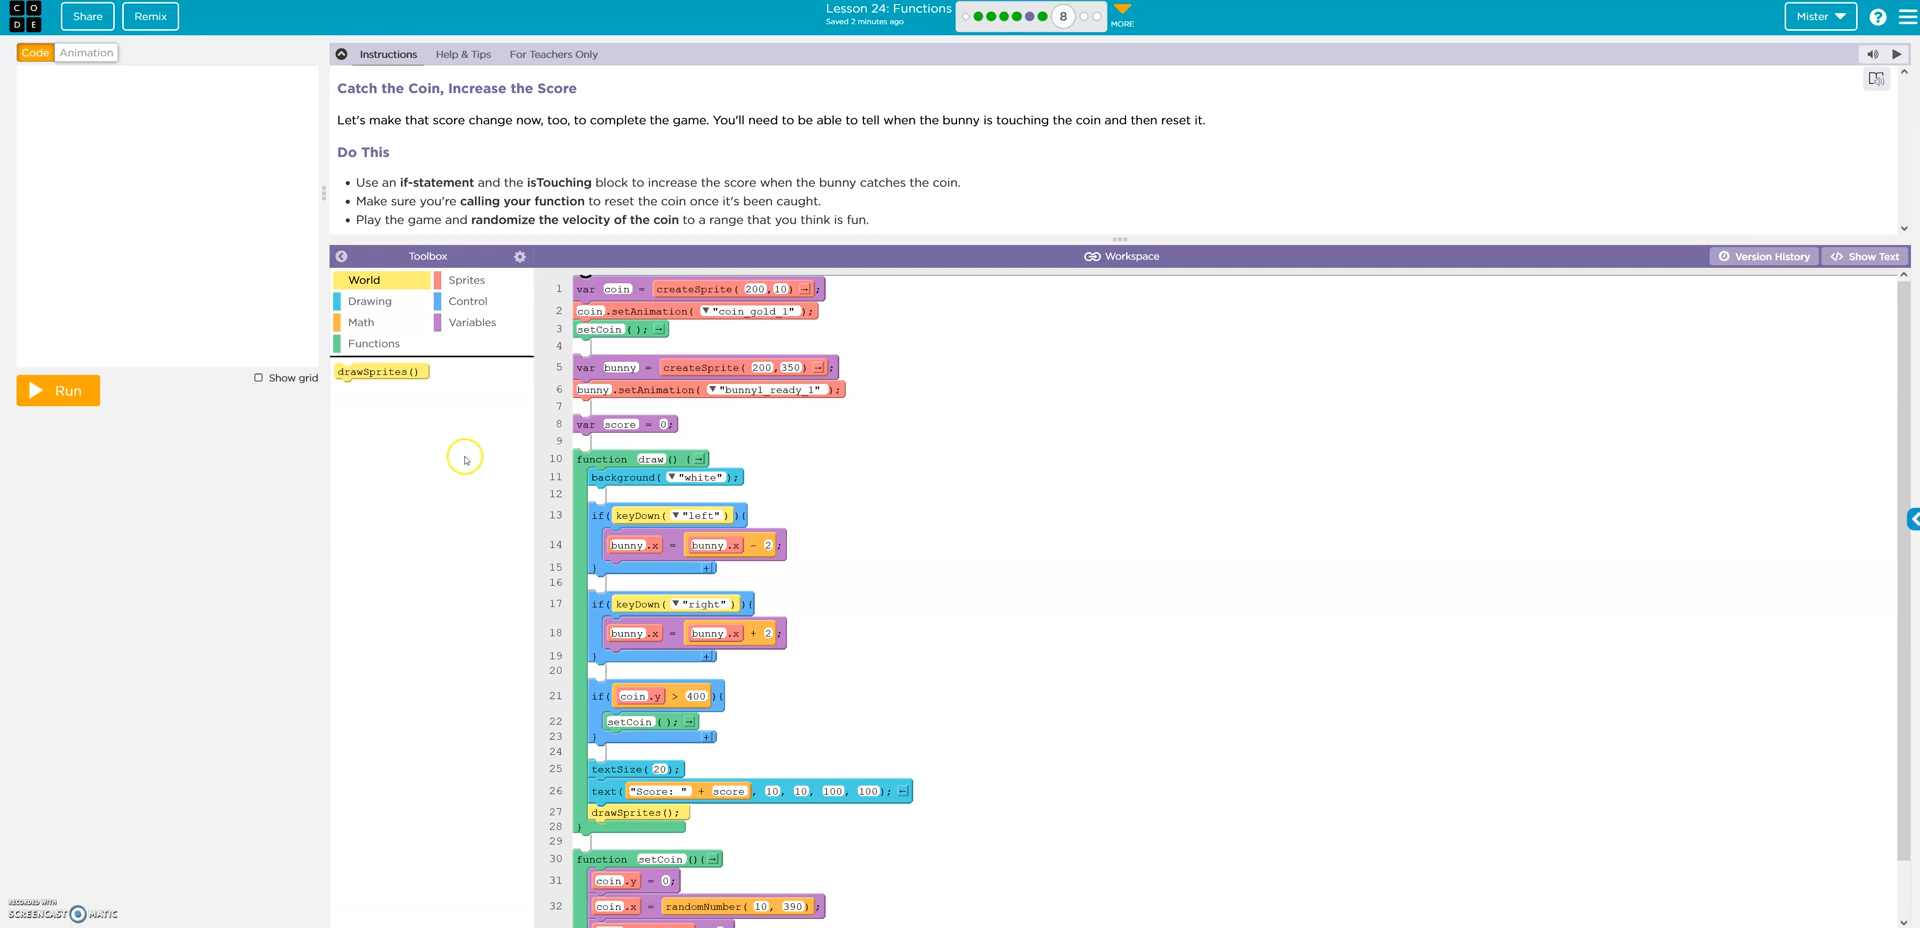 CO
DE
Share
Remix
Lesson 24: Functions
Saved 2 minutes ago
8
MORE
Mister
?
Code
Animation
Instructions
Help & Tips
For Teachers Only
Catch the Coin, Increase the Score
Let's make that score change now, too, to complete the game. You'll need to be able to tell when the bunny is touching the coin and then reset it.
Do This
• Use an if-statement and the isTouching block to increase the score when the bunny catches the coin.
• Make sure you're calling your function to reset the coin once it's been caught.
• Play the game and randomize the velocity of the coin to a range that you think is fun.
Toolbox
Workspace
Version History
</> Show Text
World
Sprites
Drawing
Control
Math
Variables
Functions
drawSprites()
Show grid
Run
1 var coin = createSprite( 200,10) ;
2 coin.setAnimation( "coin_gold_1" );
3 setCoin ( );
4
5 var bunny = createSprite( 200,350) ;
6 bunny.setAnimation( "bunny1_ready_1" );
7
8 var score = 0;
9
10 function draw() {
11 background( "white" );
12
13 if( keyDown( "left" ) ){
14 bunny.x = bunny.x - 2 ;
15 }
16
17 if( keyDown( "right" ) ){
18 bunny.x = bunny.x + 2 ;
19 }
20
21 if( coin.y > 400 ){
22 setCoin ( );
23 }
24
25 textSize( 20);
26 text( "Score: " + score, 10, 10, 100, 100);
27 drawSprites();
28 }
29
30 function setCoin (){
31 coin.y = 0;
32 coin.x = randomNumber( 10, 390) ;
RECORDED WITH
SCREENCAST MATIC